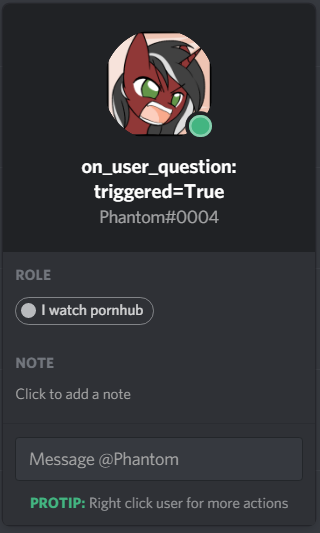 on_user_question:
triggered=True
Phantom#0004
ROLE
I watch pornhub
NOTE
Click to add a note
Message @Phantom
PROTIP: Right click user for more actions